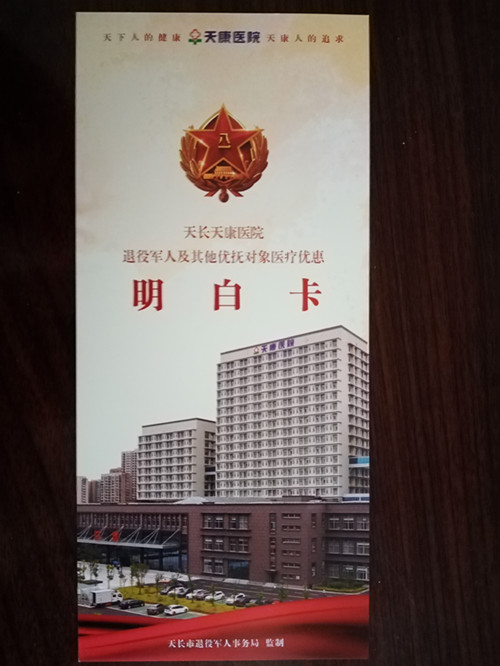 天下人的健康 天康医院 天康人的追求
八一
天长天康医院
退役军人及其他优抚对象医疗优惠
明白卡
天康医院
天长市退役军人事务局 监制